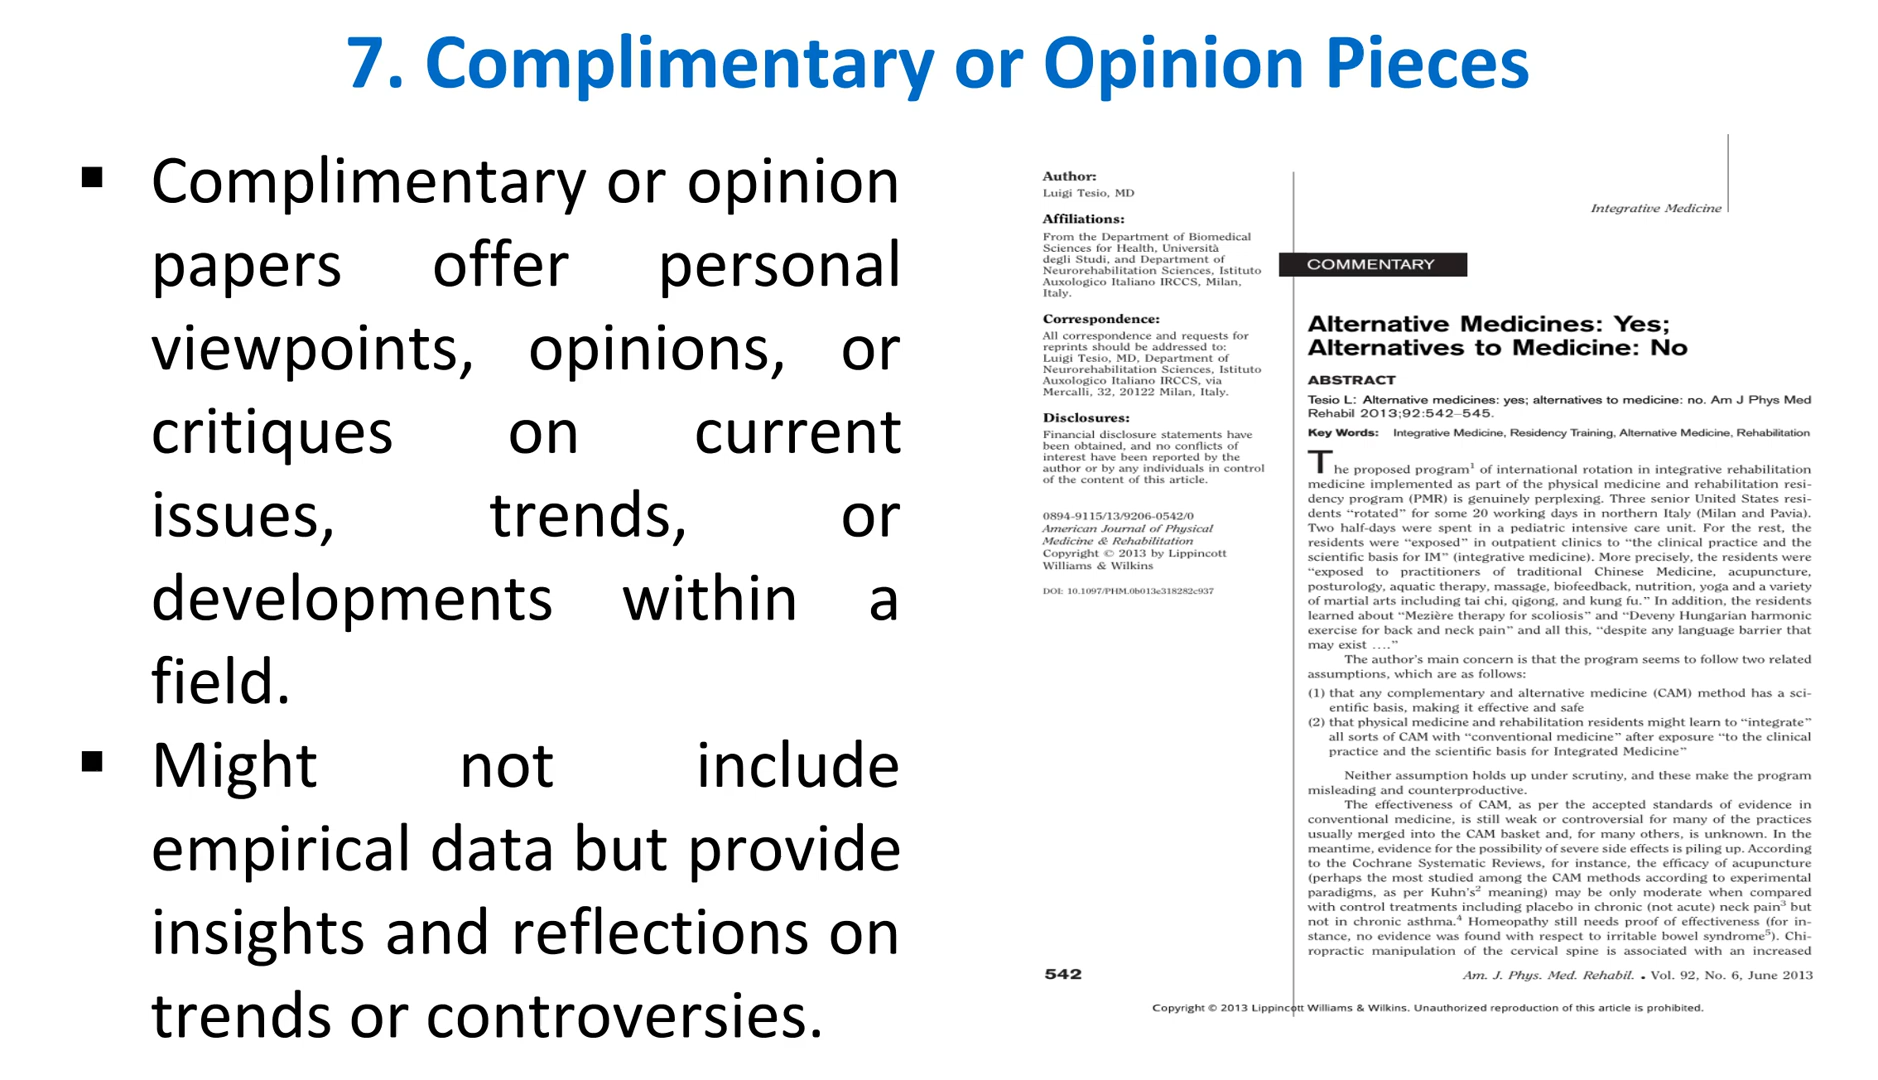 7. Complimentary or Opinion Pieces
▪ Complimentary or opinion
papers offer personal
viewpoints, opinions, or
critiques on current
issues, trends, or
developments within a
field.
▪ Might not include
empirical data but provide
insights and reflections on
trends or controversies.
Author:
Luigi Tesio, MD
Affiliations:
From the Department of Biomedical
Sciences for Health, Università
degli Studi, and Department of
Neurorehabilitation Sciences, Istituto
Auxologico Italiano IRCCS, Milan,
Italy.
Correspondence:
All correspondence and requests for
reprints should be addressed to:
Luigi Tesio, MD, Department of
Neurorehabilitation Sciences, Istituto
Auxologico Italiano IRCCS, via
Mercalli, 32, 20122 Milan, Italy.
Disclosures:
Financial disclosure statements have
been obtained, and no conflicts of
interest have been reported by the
author or by any individuals in control
of the content of this article.
0894-9115/13/9206-0542/0
American Journal of Physical
Medicine & Rehabilitation
Copyright © 2013 by Lippincott
Williams & Wilkins
DOI: 10.1097/PHM.0b013e318282c937
Integrative Medicine
COMMENTARY
Alternative Medicines: Yes;
Alternatives to Medicine: No
ABSTRACT
Tesio L: Alternative medicines: yes; alternatives to medicine: no. Am J Phys Med
Rehabil 2013;92:542–545.
Key Words: Integrative Medicine, Residency Training, Alternative Medicine, Rehabilitation
The proposed program1 of international rotation in integrative rehabilitation
medicine implemented as part of the physical medicine and rehabilitation resi-
dency program (PMR) is genuinely perplexing. Three senior United States resi-
dents “rotated” for some 20 working days in northern Italy (Milan and Pavia).
Two half-days were spent in a pediatric intensive care unit. For the rest, the
residents were “exposed” in outpatient clinics to “the clinical practice and the
scientific basis for IM” (integrative medicine). More precisely, the residents were
“exposed to practitioners of traditional Chinese Medicine, acupuncture,
posturology, aquatic therapy, massage, biofeedback, nutrition, yoga and a variety
of martial arts including tai chi, qigong, and kung fu.” In addition, the residents
learned about “Mezière therapy for scoliosis” and “Deveny Hungarian harmonic
exercise for back and neck pain” and all this, “despite any language barrier that
may exist ….”
The author’s main concern is that the program seems to follow two related
assumptions, which are as follows:
(1) that any complementary and alternative medicine (CAM) method has a sci-
entific basis, making it effective and safe
(2) that physical medicine and rehabilitation residents might learn to “integrate”
all sorts of CAM with “conventional medicine” after exposure “to the clinical
practice and the scientific basis for Integrated Medicine”
Neither assumption holds up under scrutiny, and these make the program
misleading and counterproductive.
The effectiveness of CAM, as per the accepted standards of evidence in
conventional medicine, is still weak or controversial for many of the practices
usually merged into the CAM basket and, for many others, is unknown. In the
meantime, evidence for the possibility of severe side effects is piling up. According
to the Cochrane Systematic Reviews, for instance, the efficacy of acupuncture
(perhaps the most studied among the CAM methods according to experimental
paradigms, as per Kuhn’s2 meaning) may be only moderate when compared
with control treatments including placebo in chronic (not acute) neck pain3 but
not in chronic asthma.4 Homeopathy still needs proof of effectiveness (for in-
stance, no evidence was found with respect to irritable bowel syndrome5). Chi-
ropractic manipulation of the cervical spine is associated with an increased
542
Am. J. Phys. Med. Rehabil. • Vol. 92, No. 6, June 2013
Copyright © 2013 Lippincott Williams & Wilkins. Unauthorized reproduction of this article is prohibited.